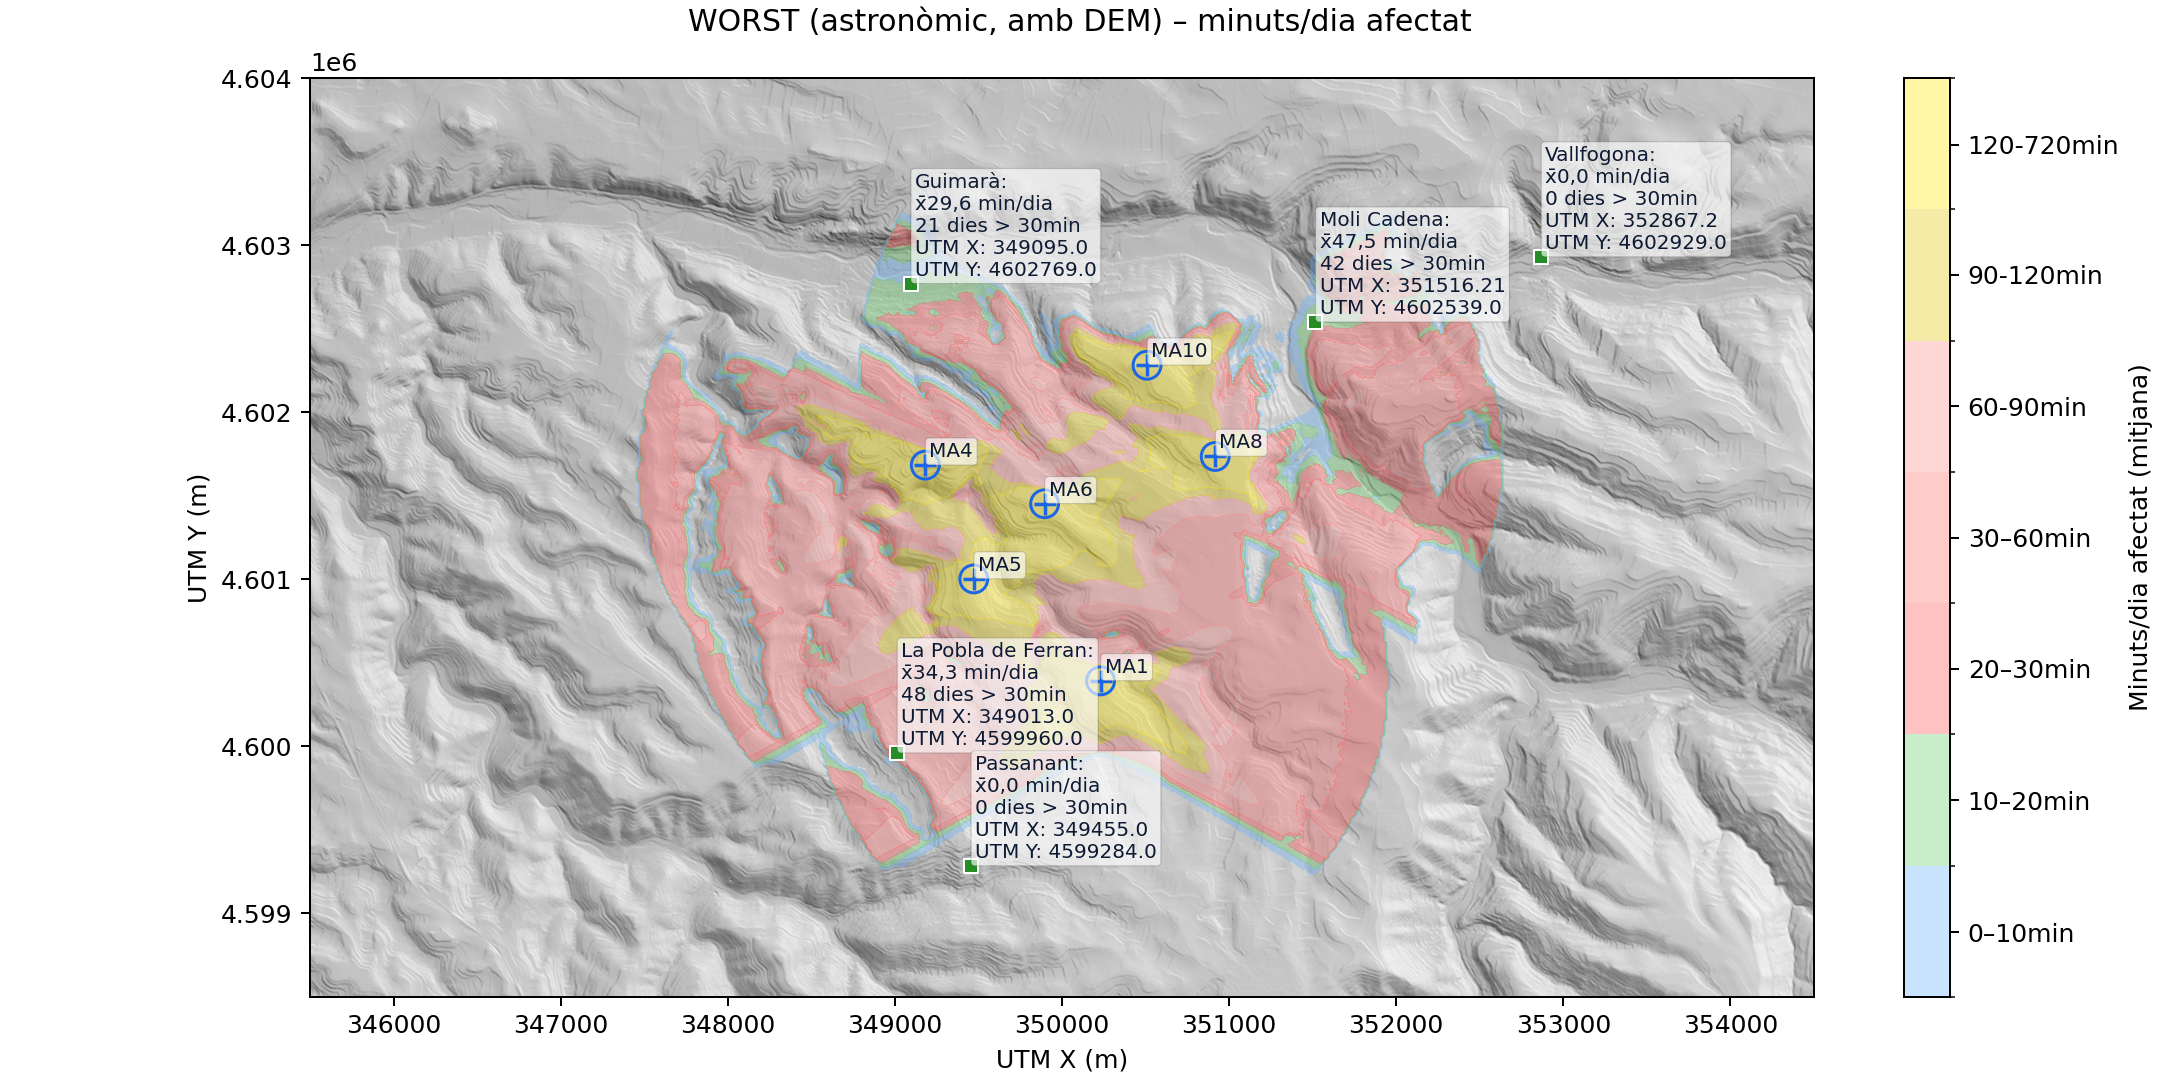 WORST (astronòmic, amb DEM) – minuts/dia afectat
1e6
4.604
4.603
4.602
4.601
4.600
4.599
UTM Y (m)
346000
347000
348000
349000
350000
351000
352000
353000
354000
UTM X (m)
Guimarà:
x̄29,6 min/dia
21 dies > 30min
UTM X: 349095.0
UTM Y: 4602769.0
Moli Cadena:
x̄47,5 min/dia
42 dies > 30min
UTM X: 351516.21
UTM Y: 4602539.0
Vallfogona:
x̄0,0 min/dia
0 dies > 30min
UTM X: 352867.2
UTM Y: 4602929.0
MA10
MA8
MA4
MA6
MA5
MA1
La Pobla de Ferran:
x̄34,3 min/dia
48 dies > 30min
UTM X: 349013.0
UTM Y: 4599960.0
Passanant:
x̄0,0 min/dia
0 dies > 30min
UTM X: 349455.0
UTM Y: 4599284.0
120-720min
90-120min
60-90min
30–60min
20–30min
10–20min
0–10min
Minuts/dia afectat (mitjana)